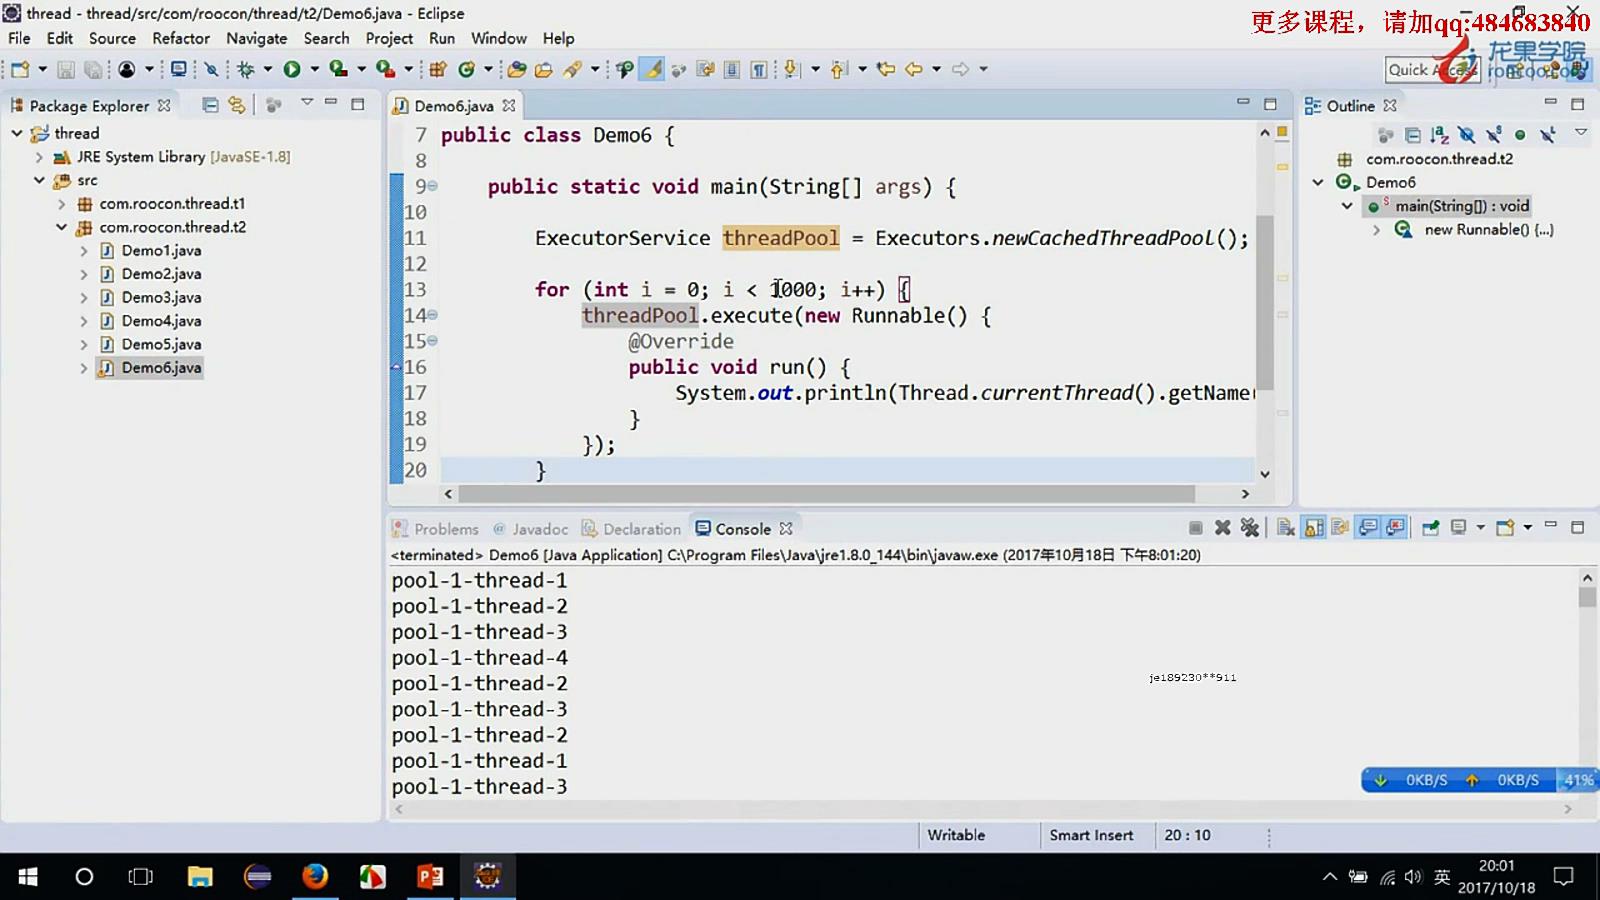 thread - thread/src/com/roocon/thread/t2/Demo6.java - Eclipse
更多课程，请加qq:484683840
File Edit Source Refactor Navigate Search Project Run Window Help
龙果学院
Quick Access
roncoo.com
Package Explorer
Demo6.java
Outline
thread
JRE System Library [JavaSE-1.8]
src
com.roocon.thread.t1
com.roocon.thread.t2
Demo1.java
Demo2.java
Demo3.java
Demo4.java
Demo5.java
Demo6.java
7 public class Demo6 {
8
9 public static void main(String[] args) {
10
11 ExecutorService threadPool = Executors.newCachedThreadPool();
12
13 for (int i = 0; i < 1000; i++) {
14 threadPool.execute(new Runnable() {
15 @Override
16 public void run() {
17 System.out.println(Thread.currentThread().getName(
18 }
19 });
20 }
com.roocon.thread.t2
Demo6
main(String[]) : void
new Runnable() {...}
Problems @ Javadoc Declaration Console
<terminated> Demo6 [Java Application] C:\Program Files\Java\jre1.8.0_144\bin\javaw.exe (2017年10月18日 下午8:01:20)
pool-1-thread-1
pool-1-thread-2
pool-1-thread-3
pool-1-thread-4
pool-1-thread-2
pool-1-thread-3
pool-1-thread-2
pool-1-thread-1
pool-1-thread-3
je189230**911
0KB/S 0KB/S 41%
Writable Smart Insert 20 : 10
英
20:01
2017/10/18